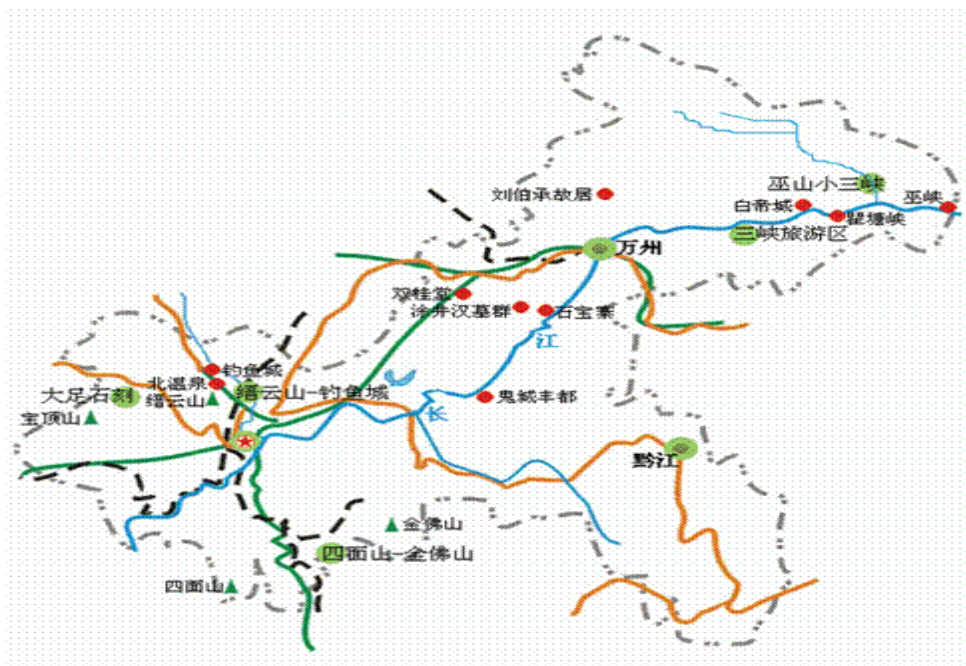 巫山小三峡
刘伯承故居
巫峡
白帝城
瞿塘峡
三峡旅游区
万州
双桂堂
涂井汉墓群
石宝寨
江
钓鱼城
北温泉
缙云山-钓鱼城
大足石刻
缙云山
鬼城丰都
长
宝顶山
黔江
金佛山
四面山-金佛山
四面山